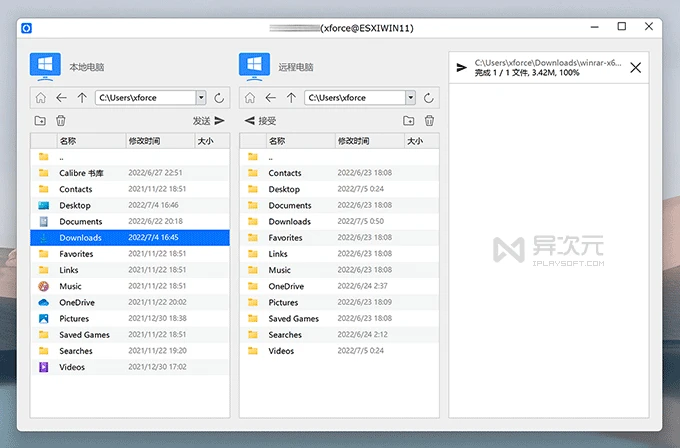 (xforce@ESXIWIN11)
本地电脑
C:\Users\xforce
发送
名称 修改时间 大小
..
Calibre 书库 2022/6/27 22:51
Contacts 2021/11/22 18:51
Desktop 2022/7/4 16:46
Documents 2022/6/22 20:18
Downloads 2022/7/4 16:45
Favorites 2021/11/22 18:51
Links 2021/11/22 18:51
Music 2021/11/22 18:51
OneDrive 2021/11/22 21:02
Pictures 2021/12/30 18:38
Saved Games 2021/11/22 18:51
Searches 2021/11/22 19:20
Videos 2021/12/30 17:02
远程电脑
C:\Users\xforce
接受
名称 修改时间 大小
..
Contacts 2022/6/23 18:08
Desktop 2022/7/5 0:24
Documents 2022/6/23 18:08
Downloads 2022/7/5 0:50
Favorites 2022/6/23 18:08
Links 2022/6/23 18:08
Music 2022/6/23 18:08
OneDrive 2022/6/24 2:37
Pictures 2022/6/23 18:09
Saved Games 2022/6/23 18:08
Searches 2022/6/24 2:12
Videos 2022/7/5 0:24
C:\Users\xforce\Downloads\winrar-x6...
完成 1 / 1 文件, 3.42M, 100%
异次元
IPLAYSOFT.COM